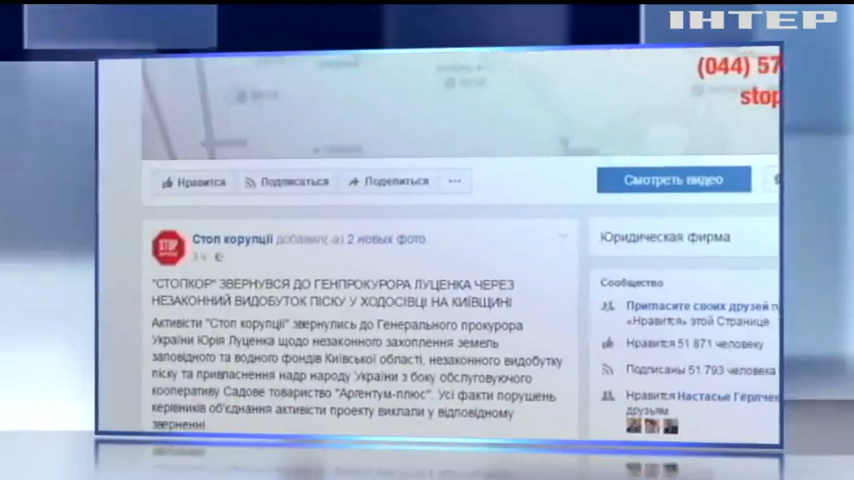 ІНТЕР
(044) 57
stop
Нравится Подписаться Поделиться ...
Смотреть видео
Стоп корупції добавил(-а) 2 новых фото.
3 ч
Юридическая фирма
"СТОПКОР" ЗВЕРНУВСЯ ДО ГЕНПРОКУРОРА ЛУЦЕНКА ЧЕРЕЗ
НЕЗАКОННИЙ ВИДОБУТОК ПІСКУ У ХОДОСІВЦІ НА КИЇВЩИНІ
Активісти "Стоп корупції" звернулись до Генерального прокурора
України Юрія Луценка щодо незаконного захоплення земель
заповідного та водного фондів Київської області, незаконного видобутку
піску та привласнення надр народу України з боку обслуговуючого
кооперативу Садове товариство "Аргентум-плюс". Усі факти порушень
керівників об'єднання активісти проекту виклали у відповідному
зверненні
Сообщество
Пригласите своих друзей п
«Нравится» этой Странице
Нравится 51 871 человеку
Подписаны 51 793 человека
Нравится Настасье Гёрлчен
друзьям
STOP